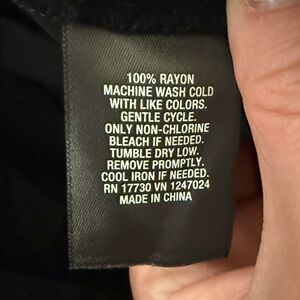 100% RAYON
MACHINE WASH COLD
WITH LIKE COLORS.
GENTLE CYCLE.
ONLY NON-CHLORINE
BLEACH IF NEEDED.
TUMBLE DRY LOW.
REMOVE PROMPTLY.
COOL IRON IF NEEDED.
RN 17730 VN 1247024
MADE IN CHINA